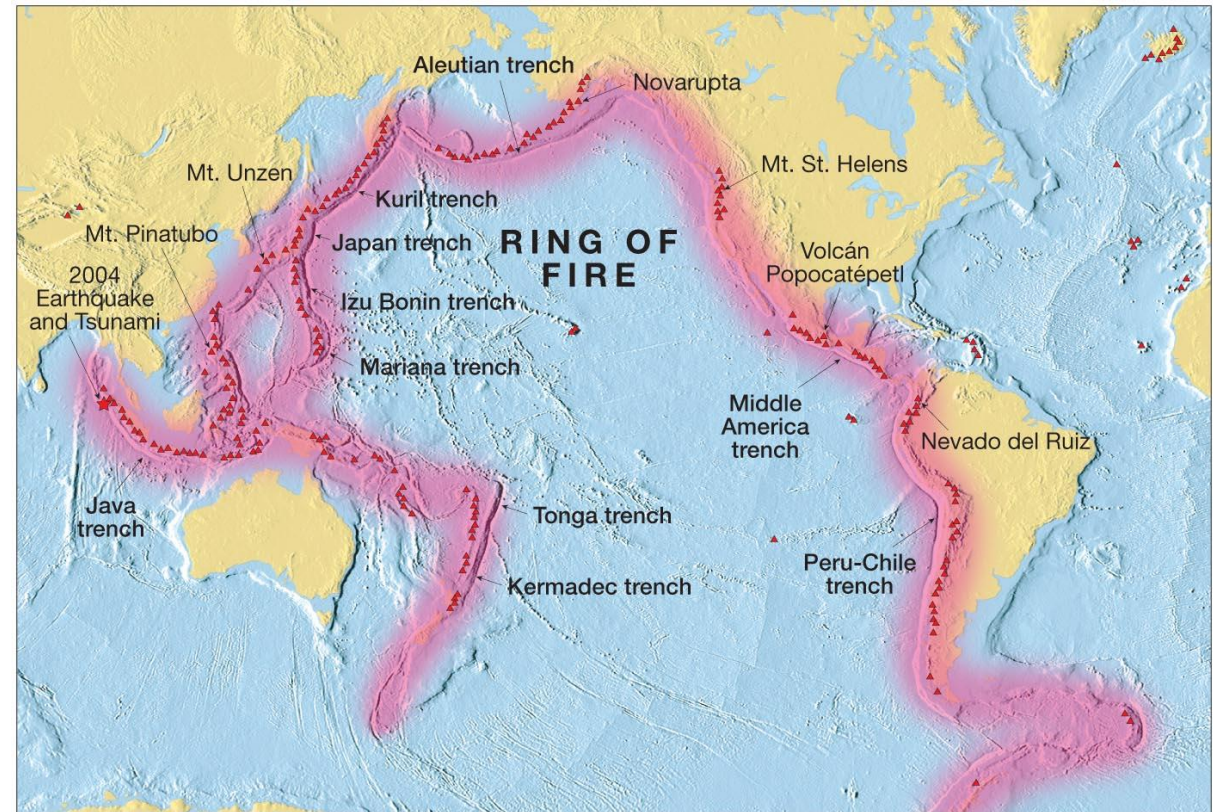 Aleutian trench
Novarupta
Mt. Unzen
Mt. St. Helens
Kuril trench
Mt. Pinatubo
Japan trench
RING OF
FIRE
Volcán
Popocatépetl
2004
Earthquake
and Tsunami
Izu Bonin trench
Mariana trench
Middle
America
trench
Nevado del Ruiz
Java
trench
Tonga trench
Peru-Chile
trench
Kermadec trench